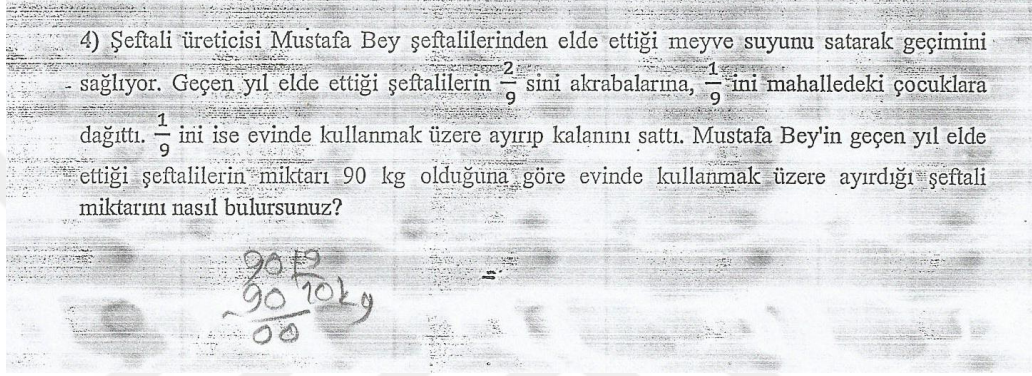 4) Şeftali üreticisi Mustafa Bey şeftalilerinden elde ettiği meyve suyunu satarak geçimini
sağlıyor. Geçen yıl elde ettiği şeftalilerin 2/9 sini akrabalarına, 1/9 ini mahalledeki çocuklara
dağıttı. 1/9 ini ise evinde kullanmak üzere ayırıp kalanını sattı. Mustafa Bey'in geçen yıl elde
ettiği şeftalilerin miktarı 90 kg olduğuna göre evinde kullanmak üzere ayırdığı şeftali
miktarını nasıl bulursunuz?
90 9
- 90 10kg
00